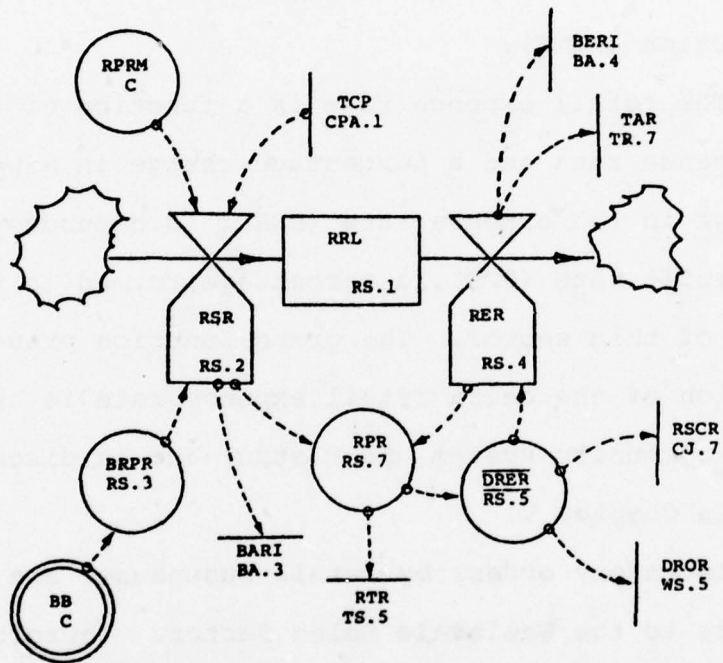 RPRM
C
TCP
CPA.1
BERI
BA.4
TAR
TR.7
RRL
RS.1
RSR
RS.2
RER
RS.4
BRPR
RS.3
RPR
RS.7
DRER
RS.5
RSCR
CJ.7
BARI
BA.3
RTR
TS.5
DROR
WS.5
BB
C